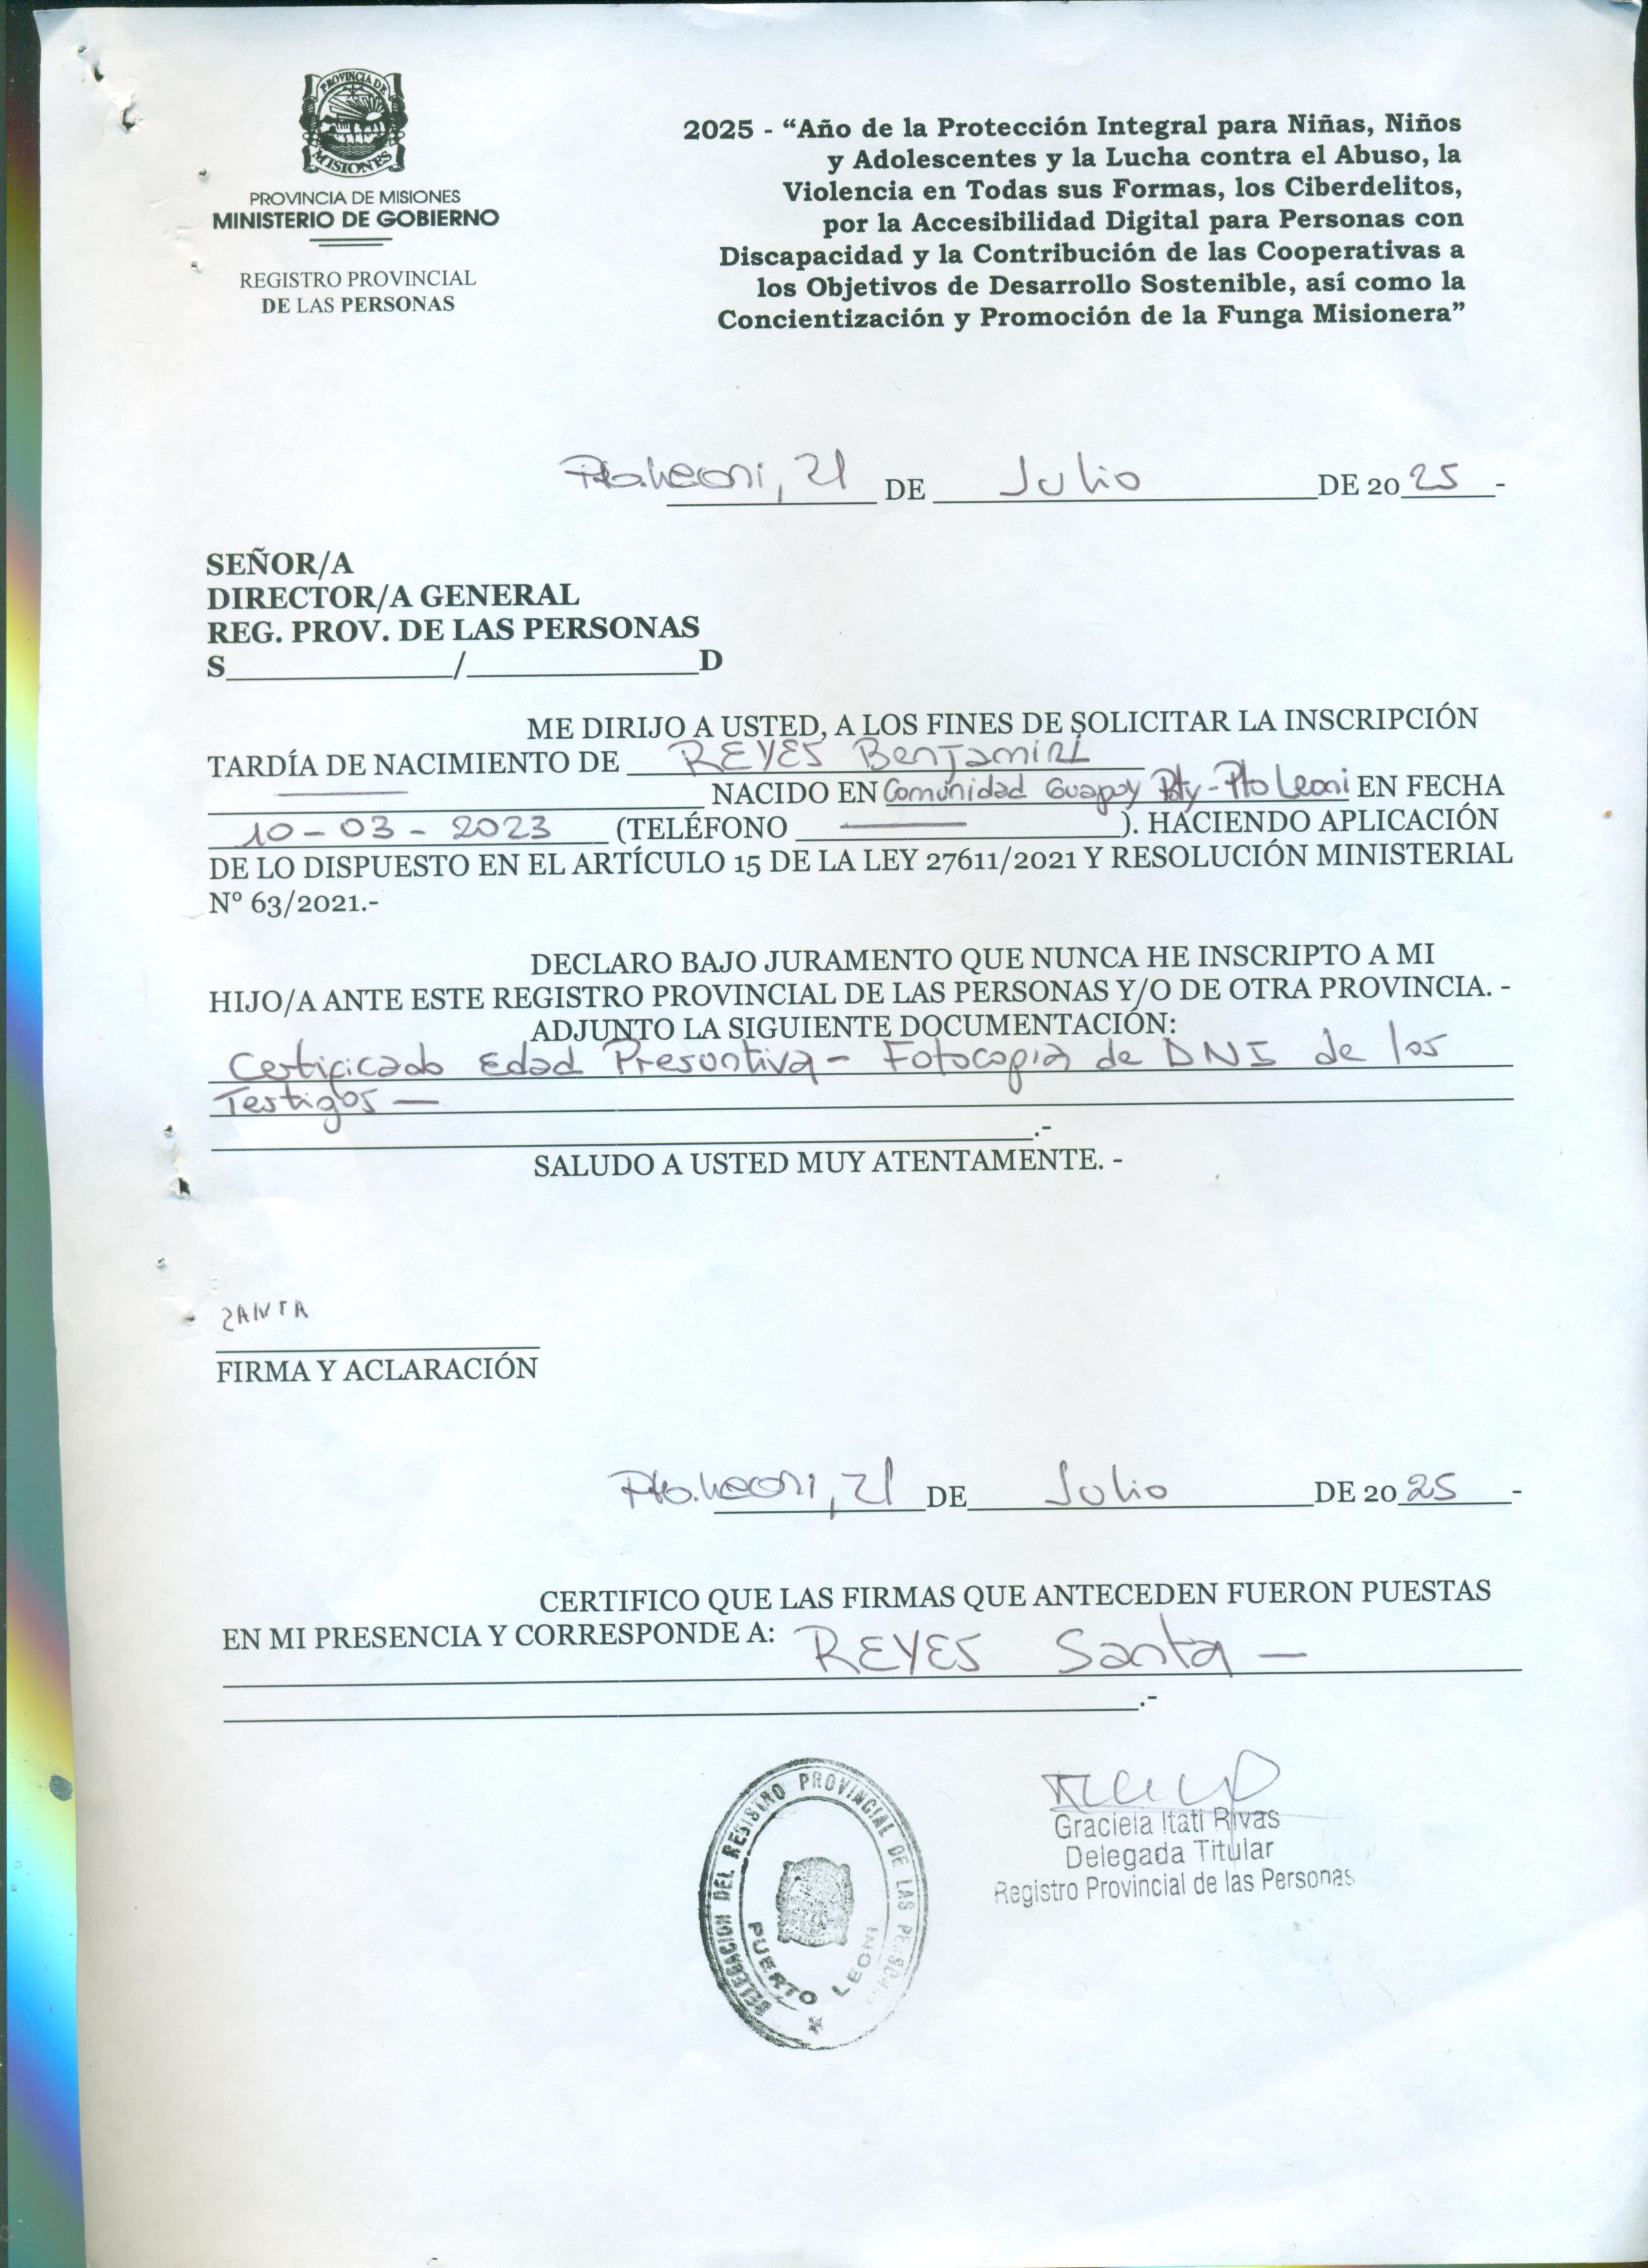 PROVINCIA DE
MISIONES
PROVINCIA DE MISIONES
MINISTERIO DE GOBIERNO
REGISTRO PROVINCIAL
DE LAS PERSONAS
2025 - “Año de la Protección Integral para Niñas, Niños
y Adolescentes y la Lucha contra el Abuso, la
Violencia en Todas sus Formas, los Ciberdelitos,
por la Accesibilidad Digital para Personas con
Discapacidad y la Contribución de las Cooperativas a
los Objetivos de Desarrollo Sostenible, así como la
Concientización y Promoción de la Funga Misionera”
Pto. Leoni, 21 DE Julio DE 2025-
SEÑOR/A
DIRECTOR/A GENERAL
REG. PROV. DE LAS PERSONAS
S______________/______________D
ME DIRIJO A USTED, A LOS FINES DE SOLICITAR LA INSCRIPCIÓN
TARDÍA DE NACIMIENTO DE REYES Benjamin
NACIDO EN Comunidad Guapoy Poty - Pto Leoni EN FECHA
10-03-2023 (TELÉFONO ————). HACIENDO APLICACIÓN
DE LO DISPUESTO EN EL ARTÍCULO 15 DE LA LEY 27611/2021 Y RESOLUCIÓN MINISTERIAL
N° 63/2021.-
DECLARO BAJO JURAMENTO QUE NUNCA HE INSCRIPTO A MI
HIJO/A ANTE ESTE REGISTRO PROVINCIAL DE LAS PERSONAS Y/O DE OTRA PROVINCIA. -
ADJUNTO LA SIGUIENTE DOCUMENTACIÓN:
Certificado Edad Presuntiva - Fotocopia de DNI de los
Testigos —
.-
SALUDO A USTED MUY ATENTAMENTE. -
SANTA
FIRMA Y ACLARACIÓN
Pto. Leoni, 21 DE Julio DE 2025-
CERTIFICO QUE LAS FIRMAS QUE ANTECEDEN FUERON PUESTAS
EN MI PRESENCIA Y CORRESPONDE A: REYES Santa —
.-
DELEGACION DEL REGISTRO PROVINCIAL DE LAS PERSONAS
PUERTO LEONI
Graciela Itati Rivas
Delegada Titular
Registro Provincial de las Personas